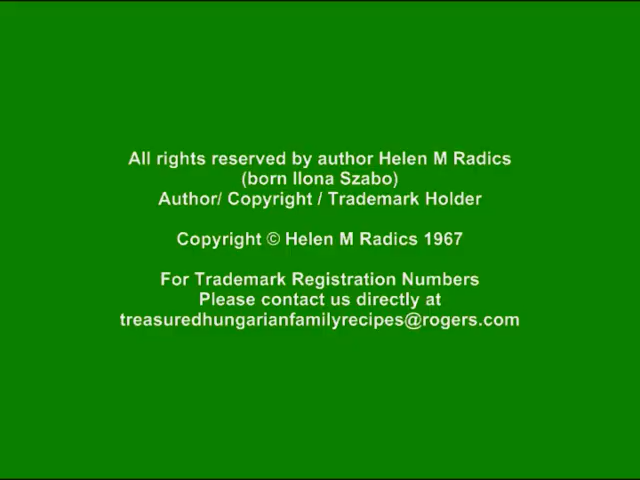 All rights reserved by author Helen M Radics
(born Ilona Szabo)
Author/ Copyright / Trademark Holder
Copyright © Helen M Radics 1967
For Trademark Registration Numbers
Please contact us directly at
treasuredhungarianfamilyrecipes@rogers.com